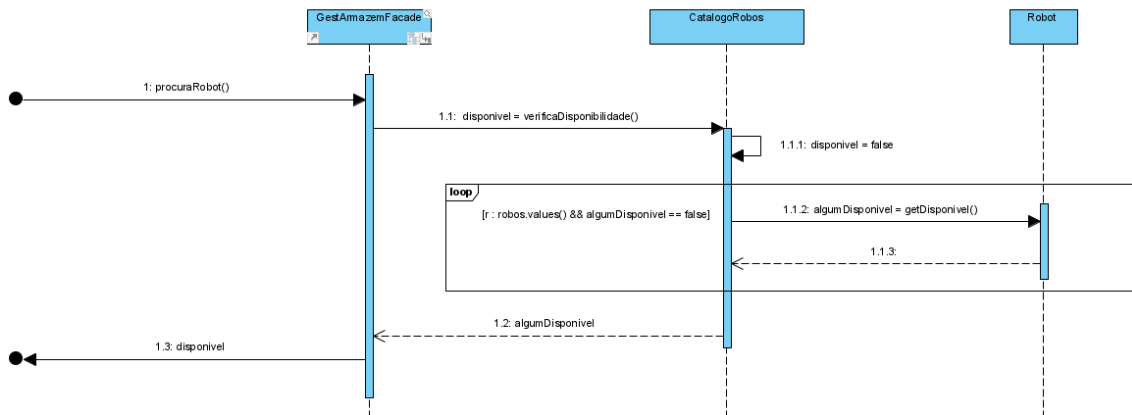 GestArmazemFacade
CatalogoRobos
Robot
1: procuraRobot()
1.1: disponivel = verificaDisponibilidade()
1.1.1: disponivel = false
loop
[r : robos.values() && algumDisponivel == false]
1.1.2: algumDisponivel = getDisponivel()
1.1.3:
1.2: algumDisponivel
1.3: disponivel